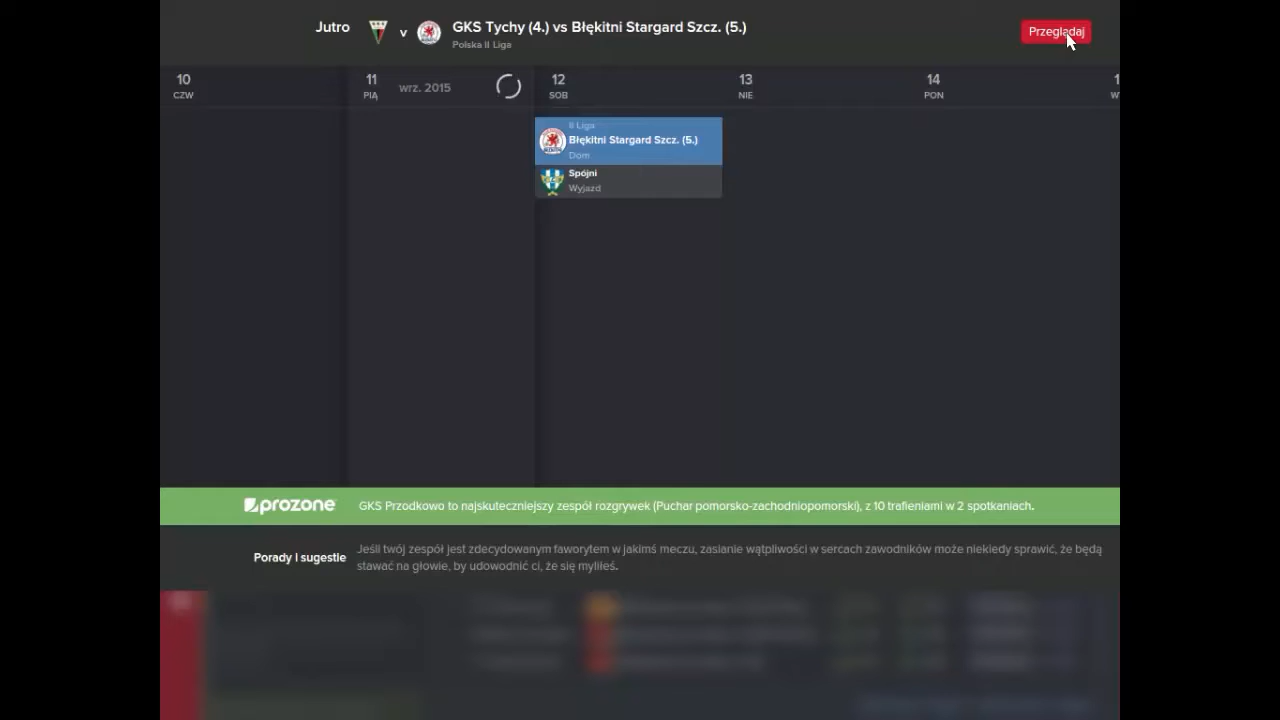 Jutro
v
GKS Tychy (4.) vs Błękitni Stargard Szcz. (5.)
Polska II Liga
Przeglądaj
10
CZW
11
PIĄ
wrz. 2015
12
SOB
13
NIE
14
PON
1
W
II Liga
Błękitni Stargard Szcz. (5.)
Dom
Spójni
Wyjazd
prozone
GKS Przodkowo to najskuteczniejszy zespół rozgrywek (Puchar pomorsko-zachodniopomorski), z 10 trafieniami w 2 spotkaniach.
Porady i sugestie
Jeśli twój zespół jest zdecydowanym faworytem w jakimś meczu, zasianie wątpliwości w sercach zawodników może niekiedy sprawić, że będą
stawać na głowie, by udowodnić ci, że się myliłeś.